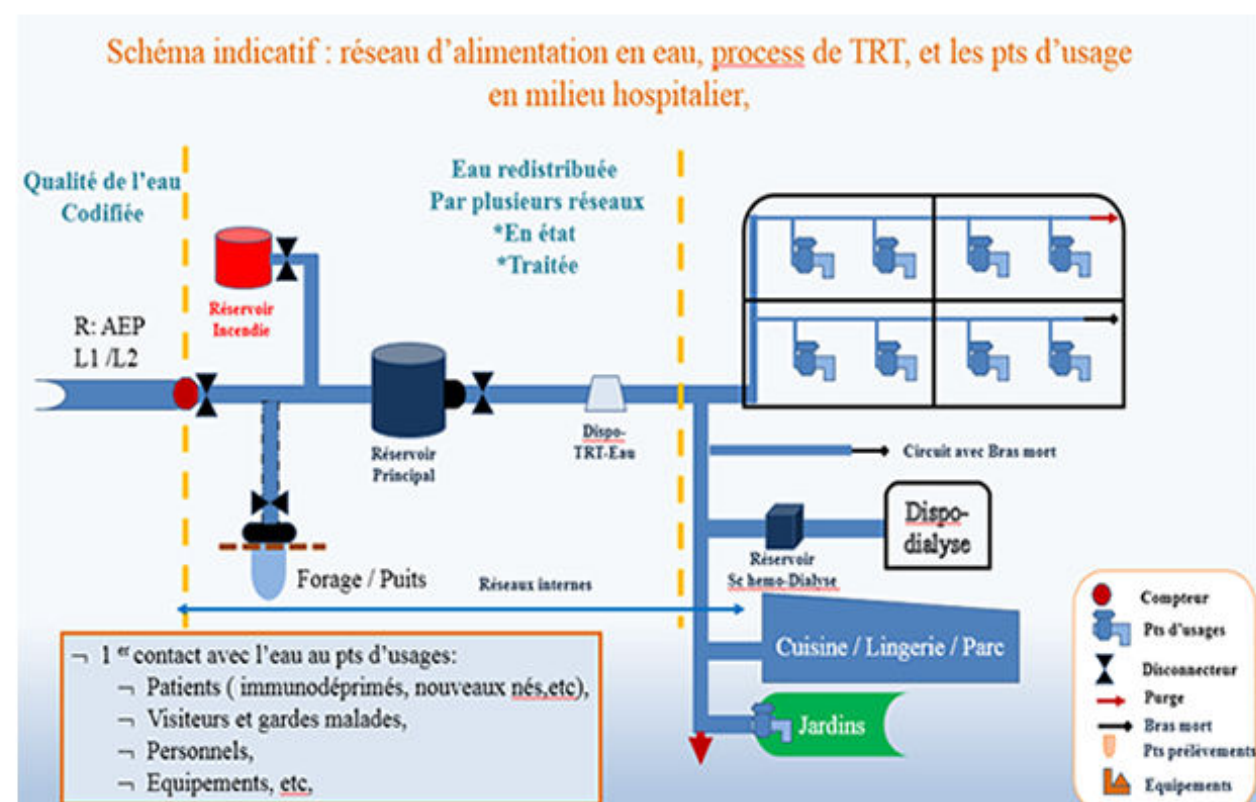 Schéma indicatif : réseau d’alimentation en eau, process de TRT, et les pts d’usage
en milieu hospitalier,
Qualité de l’eau
Codifiée
Eau redistribuée
Par plusieurs réseaux
*En état
*Traitée
Réservoir
Incendie
R: AEP
L1 /L2
Réservoir
Principal
Dispo-
TRT-Eau
Circuit avec Bras mort
Dispo-
dialyse
Réservoir
Sc hemo-Dialyse
Forage / Puits
Réseaux internes
Cuisine / Lingerie / Parc
Jardins
¬ 1 er contact avec l’eau au pts d’usages:
¬ Patients ( immunodéprimés, nouveaux nés,etc),
¬ Visiteurs et gardes malades,
¬ Personnels,
¬ Equipements, etc,
Compteur
Pts d’usages
Disconnecteur
Purge
Bras mort
Pts prélèvements
Equipements